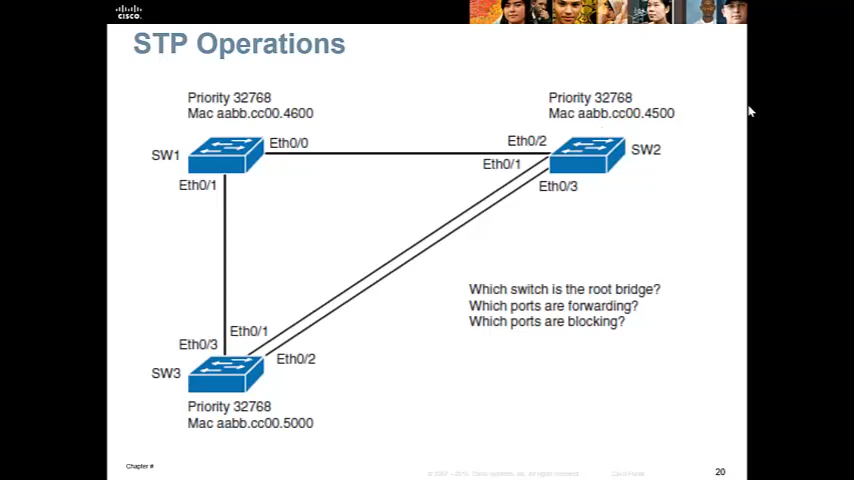 CISCO.
STP Operations
Priority 32768
Mac aabb.cc00.4600
Priority 32768
Mac aabb.cc00.4500
SW1
Eth0/0
Eth0/2
SW2
Eth0/1
Eth0/1
Eth0/3
Which switch is the root bridge?
Which ports are forwarding?
Which ports are blocking?
Eth0/1
Eth0/3
Eth0/2
SW3
Priority 32768
Mac aabb.cc00.5000
Chapter #
20